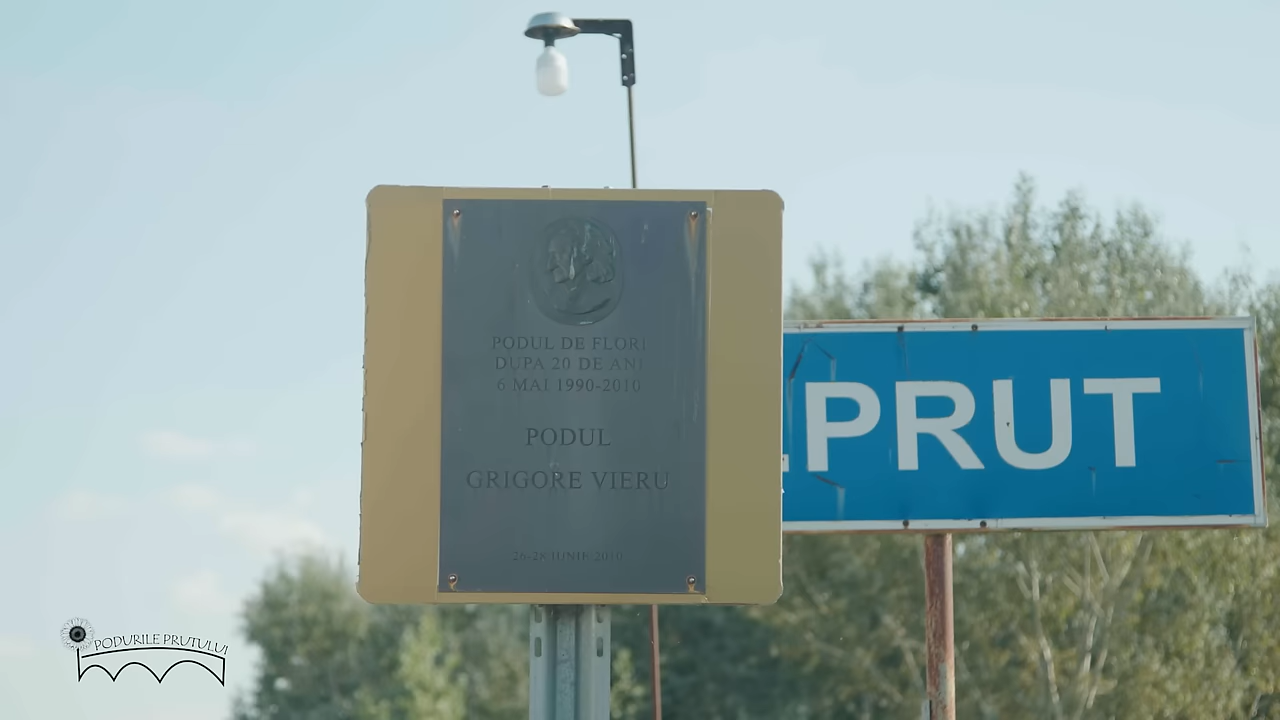 PODUL DE FLORI
DUPA 20 DE ANI
6 MAI 1990-2010
PODUL
GRIGORE VIERU
26-28 IUNIE 2010
.PRUT
PODURILE PRUTULUI